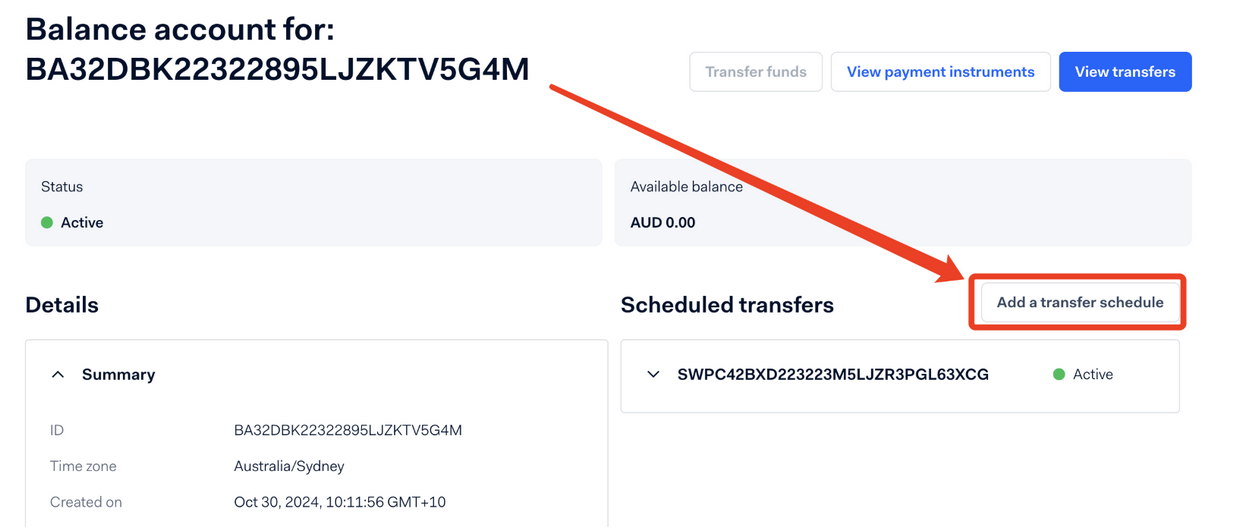 Balance account for:
BA32DBK22322895LJZKTV5G4M
Transfer funds
View payment instruments
View transfers
Status
Active
Available balance
AUD 0.00
Details
Summary
ID BA32DBK22322895LJZKTV5G4M
Time zone Australia/Sydney
Created on Oct 30, 2024, 10:11:56 GMT+10
Scheduled transfers
Add a transfer schedule
SWPC42BXD223223M5LJZR3PGL63XCG Active